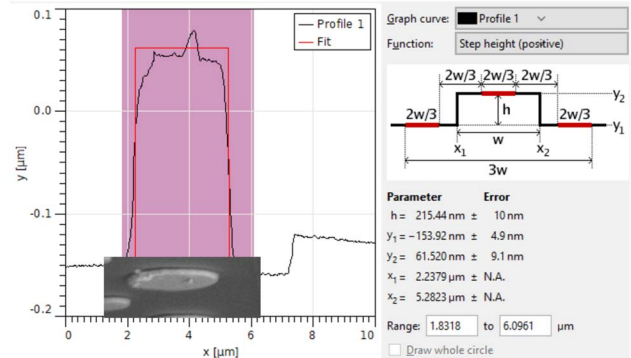 0.1
0.0
-0.1
-0.2
y [µm]
0
2
4
6
8
10
x [µm]
Profile 1
Fit
Graph curve:
Profile 1
Function:
Step height (positive)
2w/3 2w/3 2w/3
2w/3
2w/3
h
y₂
y₁
x₁
x₂
w
3w
Parameter Error
h = 215.44 nm ± 10 nm
y₁ = −153.92 nm ± 4.9 nm
y₂ = 61.520 nm ± 9.1 nm
x₁ = 2.2379 µm ± N.A.
x₂ = 5.2823 µm ± N.A.
Range: 1.8318 to 6.0961 µm
Draw whole circle